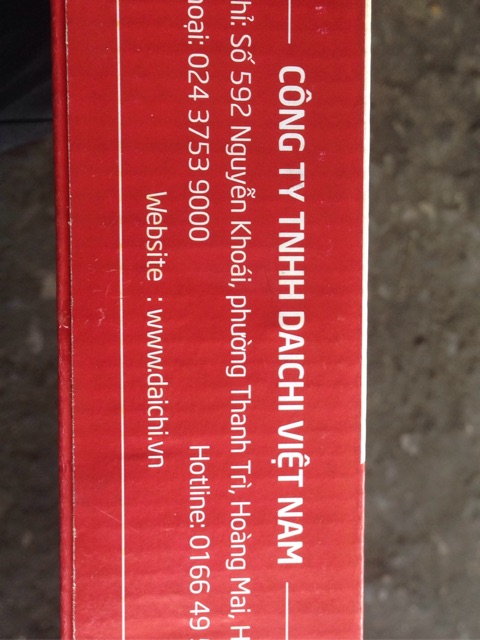 CÔNG TY TNHH DAICHI VIỆT NAM
hỉ: Số 592 Nguyễn Khoái, phường Thanh Trì, Hoàng Mai, H
oại: 024 3753 9000 Hotline: 0166 49
Website : www.daichi.vn